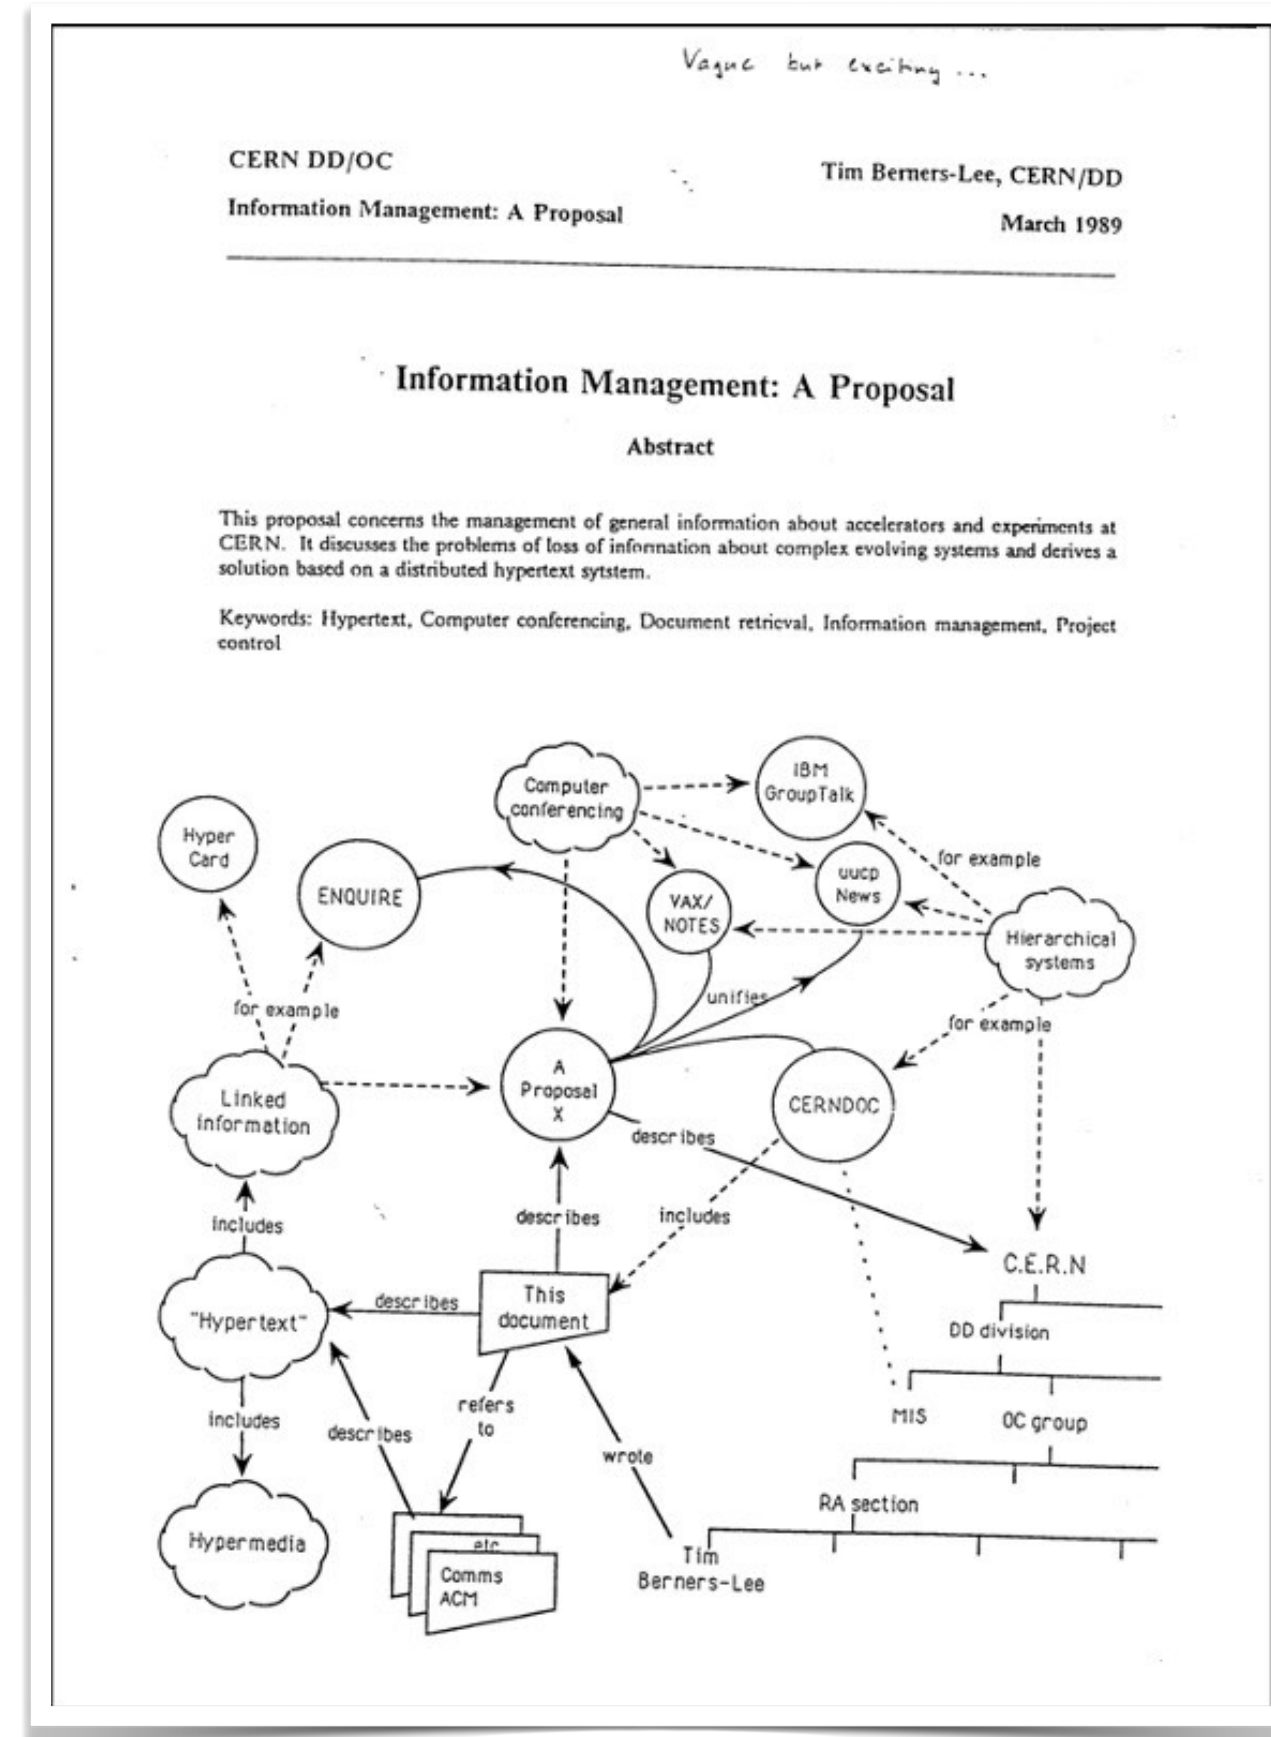 Vague but exciting ...
CERN DD/OC
Tim Berners-Lee, CERN/DD
Information Management: A Proposal
March 1989
Information Management: A Proposal
Abstract
This proposal concerns the management of general information about accelerators and experiments at
CERN. It discusses the problems of loss of information about complex evolving systems and derives a
solution based on a distributed hypertext sytstem.
Keywords: Hypertext, Computer conferencing, Document retrieval, Information management, Project
control
Computer
conferencing
IBM
GroupTalk
Hyper
Card
ENQUIRE
VAX/
NOTES
uucp
News
for example
Hierarchical
systems
for example
unifies
for example
Linked
information
A
Proposal
X
CERNDOC
describes
includes
describes
includes
C.E.R.N
"Hypertext"
describes
This
document
DD division
includes
describes
refers
to
wrote
MIS
OC group
RA section
Hypermedia
etc
Comms
ACM
Tim
Berners-Lee